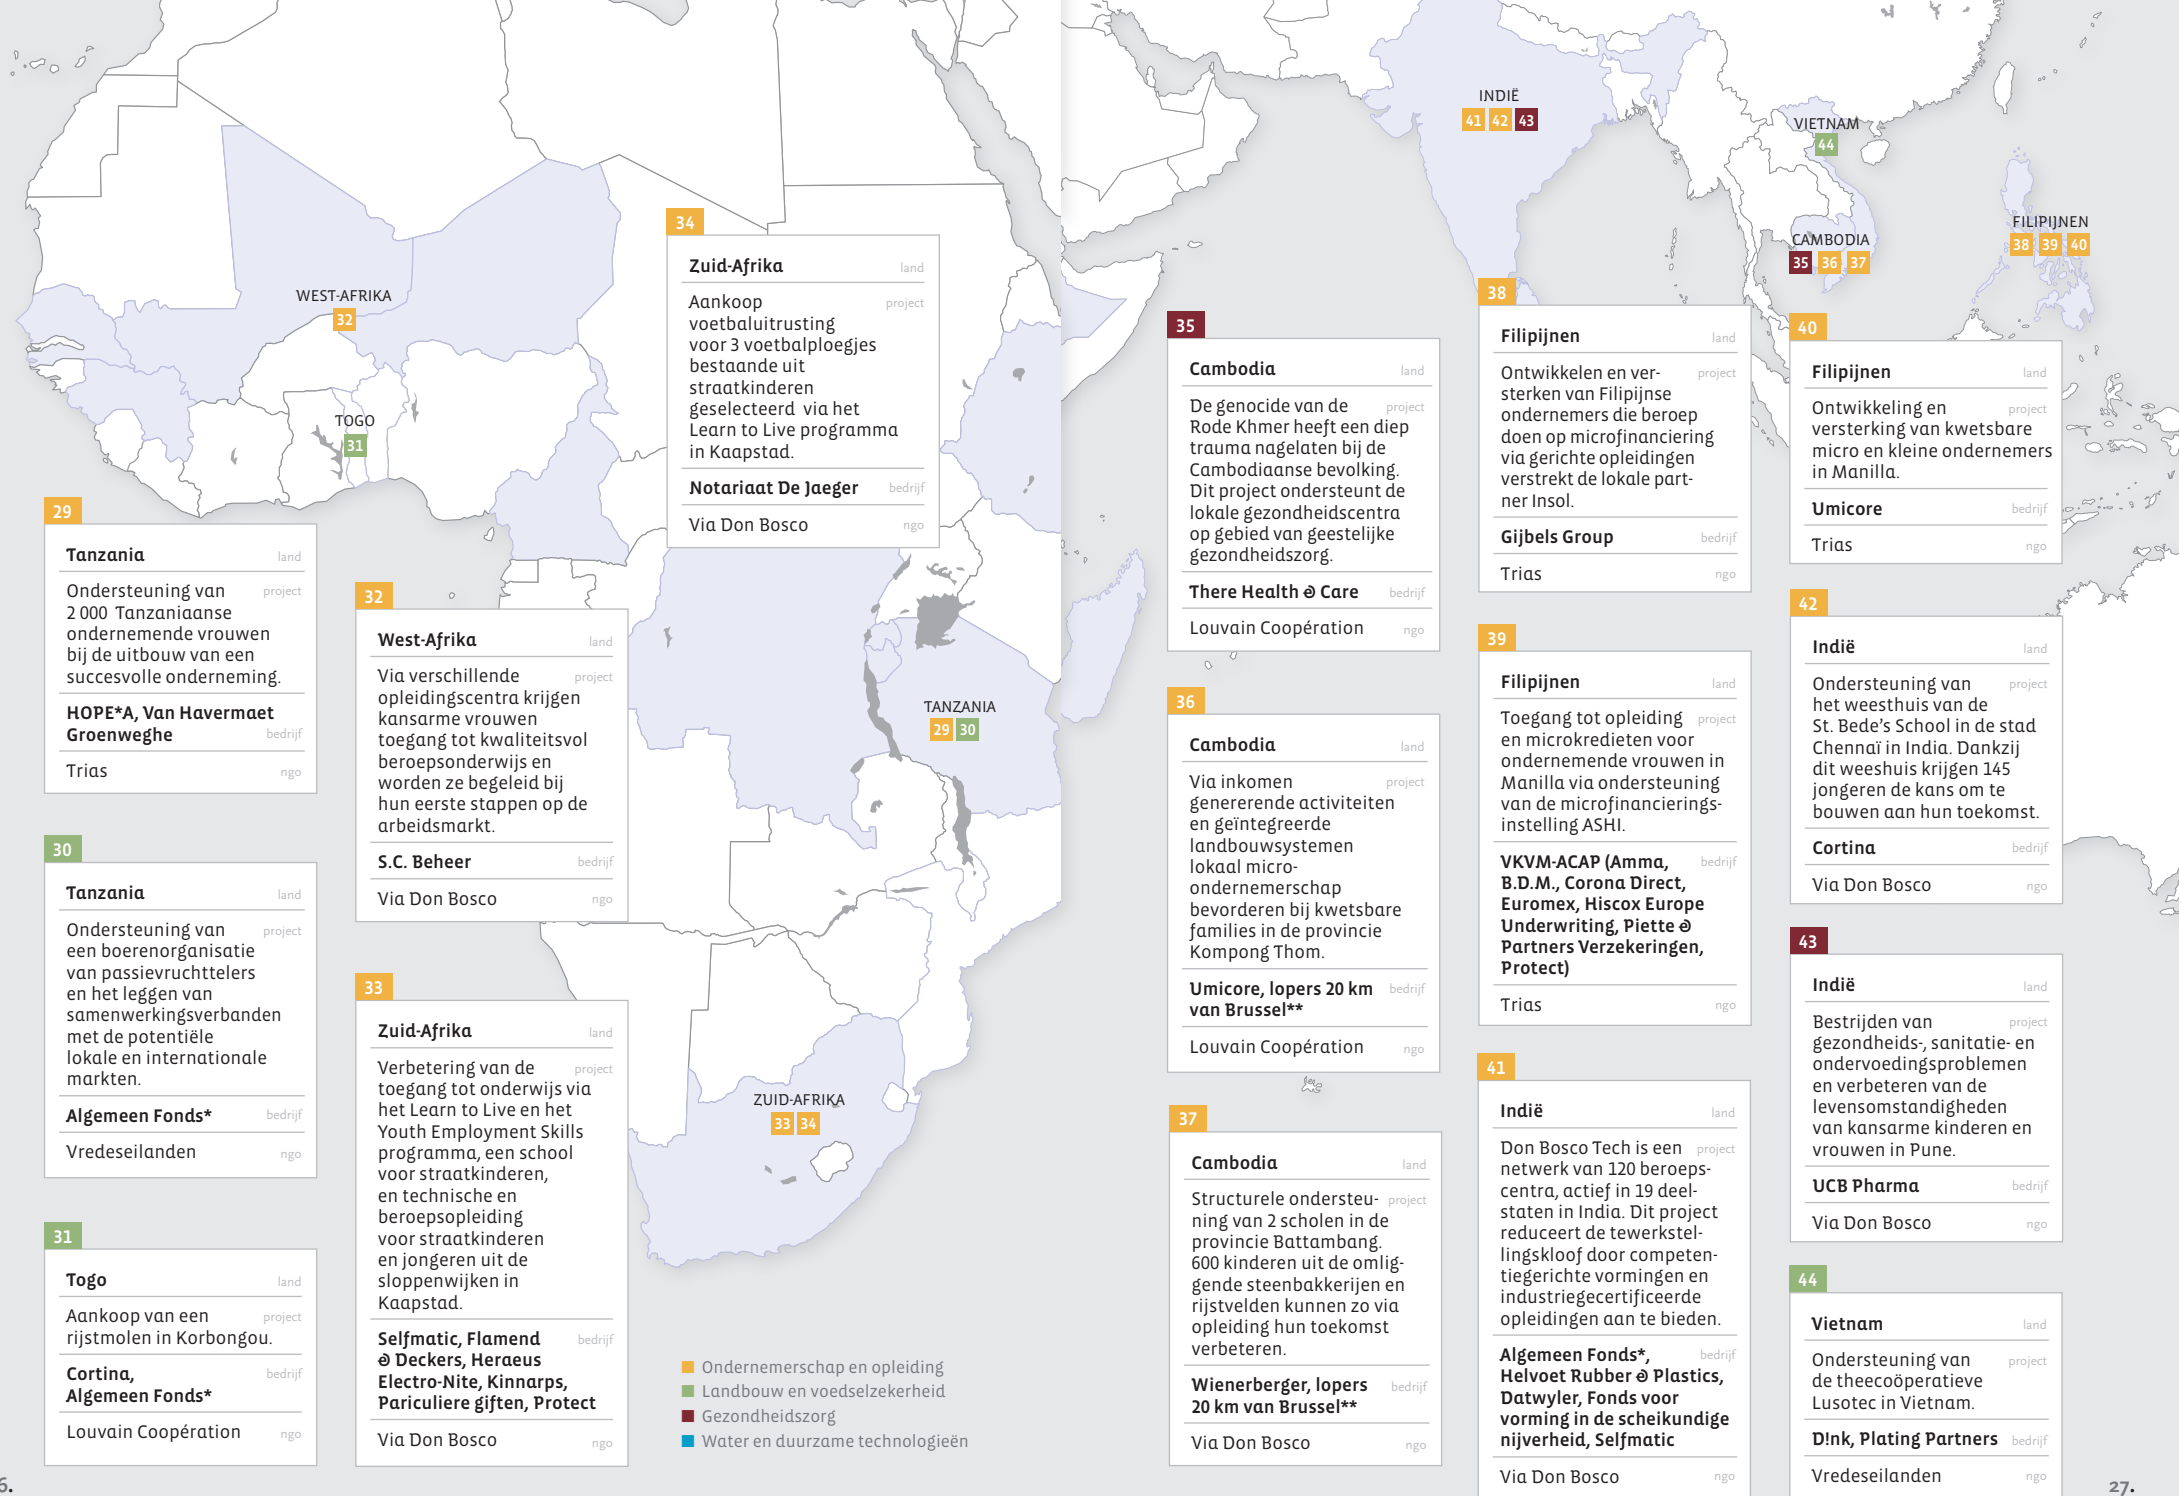 WEST-AFRIKA
32
TOGO
31
TANZANIA
29 30
ZUID-AFRIKA
33 34
INDIË
41 42 43
VIETNAM
44
CAMBODIA
35 36 37
FILIPIJNEN
38 39 40
29
Tanzania land
Ondersteuning van project
2 000 Tanzaniaanse
ondernemende vrouwen
bij de uitbouw van een
succesvolle onderneming.
HOPE*A, Van Havermaet
Groenweghe bedrijf
Trias ngo
30
Tanzania land
Ondersteuning van project
een boerenorganisatie
van passievruchttelers
en het leggen van
samenwerkingsverbanden
met de potentiële
lokale en internationale
markten.
Algemeen Fonds* bedrijf
Vredeseilanden ngo
31
Togo land
Aankoop van een project
rijstmolen in Korbongou.
Cortina, bedrijf
Algemeen Fonds*
Louvain Coopération ngo
32
West-Afrika land
Via verschillende project
opleidingscentra krijgen
kansarme vrouwen
toegang tot kwaliteitsvol
beroepsonderwijs en
worden ze begeleid bij
hun eerste stappen op de
arbeidsmarkt.
S.C. Beheer bedrijf
Via Don Bosco ngo
33
Zuid-Afrika land
Verbetering van de project
toegang tot onderwijs via
het Learn to Live en het
Youth Employment Skills
programma, een school
voor straatkinderen,
en technische en
beroepsopleiding
voor straatkinderen
en jongeren uit de
sloppenwijken in
Kaapstad.
Selfmatic, Flamend bedrijf
& Deckers, Heraeus
Electro-Nite, Kinnarps,
Pariculiere giften, Protect
Via Don Bosco ngo
34
Zuid-Afrika land
Aankoop project
voetbaluitrusting
voor 3 voetbalploegjes
bestaande uit
straatkinderen
geselecteerd via het
Learn to Live programma
in Kaapstad.
Notariaat De Jaeger bedrijf
Via Don Bosco ngo
Ondernemerschap en opleiding
Landbouw en voedselzekerheid
Gezondheidszorg
Water en duurzame technologieën
35
Cambodia land
De genocide van de project
Rode Khmer heeft een diep
trauma nagelaten bij de
Cambodiaanse bevolking.
Dit project ondersteunt de
lokale gezondheidscentra
op gebied van geestelijke
gezondheidszorg.
There Health & Care bedrijf
Louvain Coopération ngo
36
Cambodia land
Via inkomen project
genererende activiteiten
en geïntegreerde
landbouwsystemen
lokaal micro-
ondernemerschap
bevorderen bij kwetsbare
families in de provincie
Kompong Thom.
Umicore, lopers 20 km bedrijf
van Brussel**
Louvain Coopération ngo
37
Cambodia land
Structurele ondersteu- project
ning van 2 scholen in de
provincie Battambang.
600 kinderen uit de omlig-
gende steenbakkerijen en
rijstvelden kunnen zo via
opleiding hun toekomst
verbeteren.
Wienerberger, lopers bedrijf
20 km van Brussel**
Via Don Bosco ngo
38
Filipijnen land
Ontwikkelen en ver- project
sterken van Filipijnse
ondernemers die beroep
doen op microfinanciering
via gerichte opleidingen
verstrekt de lokale part-
ner Insol.
Gijbels Group bedrijf
Trias ngo
39
Filipijnen land
Toegang tot opleiding project
en microkredieten voor
ondernemende vrouwen in
Manilla via ondersteuning
van de microfinancierings-
instelling ASHI.
VKVM-ACAP (Amma, bedrijf
B.D.M., Corona Direct,
Euromex, Hiscox Europe
Underwriting, Piette &
Partners Verzekeringen,
Protect)
Trias ngo
40
Filipijnen land
Ontwikkeling en project
versterking van kwetsbare
micro en kleine ondernemers
in Manilla.
Umicore bedrijf
Trias ngo
41
Indië land
Don Bosco Tech is een project
netwerk van 120 beroeps-
centra, actief in 19 deel-
staten in India. Dit project
reduceert de tewerkstel-
lingskloof door competen-
tiegerichte vormingen en
industriegecertificeerde
opleidingen aan te bieden.
Algemeen Fonds*, bedrijf
Helvoet Rubber & Plastics,
Datwyler, Fonds voor
vorming in de scheikundige
nijverheid, Selfmatic
Via Don Bosco ngo
42
Indië land
Ondersteuning van project
het weesthuis van de
St. Bede's School in de stad
Chennaï in India. Dankzij
dit weeshuis krijgen 145
jongeren de kans om te
bouwen aan hun toekomst.
Cortina bedrijf
Via Don Bosco ngo
43
Indië land
Bestrijden van project
gezondheids-, sanitatie- en
ondervoedingsproblemen
en verbeteren van de
levensomstandigheden
van kansarme kinderen en
vrouwen in Pune.
UCB Pharma bedrijf
Via Don Bosco ngo
44
Vietnam land
Ondersteuning van project
de theecoöperatieve
Lusotec in Vietnam.
D!nk, Plating Partners bedrijf
Vredeseilanden ngo
6.
27.